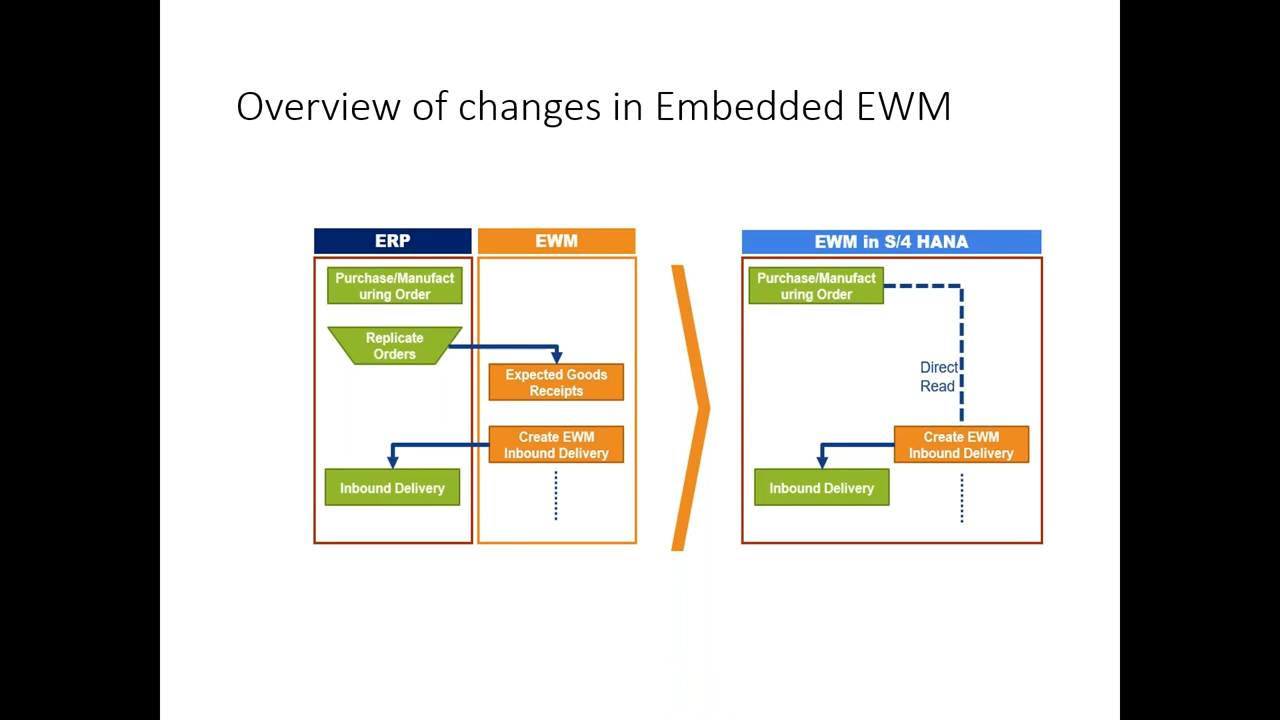 Overview of changes in Embedded EWM
ERP
EWM
Purchase/Manufact
uring Order
Replicate
Orders
Expected Goods
Receipts
Create EWM
Inbound Delivery
Inbound Delivery
EWM in S/4 HANA
Purchase/Manufact
uring Order
Direct
Read
Create EWM
Inbound Delivery
Inbound Delivery